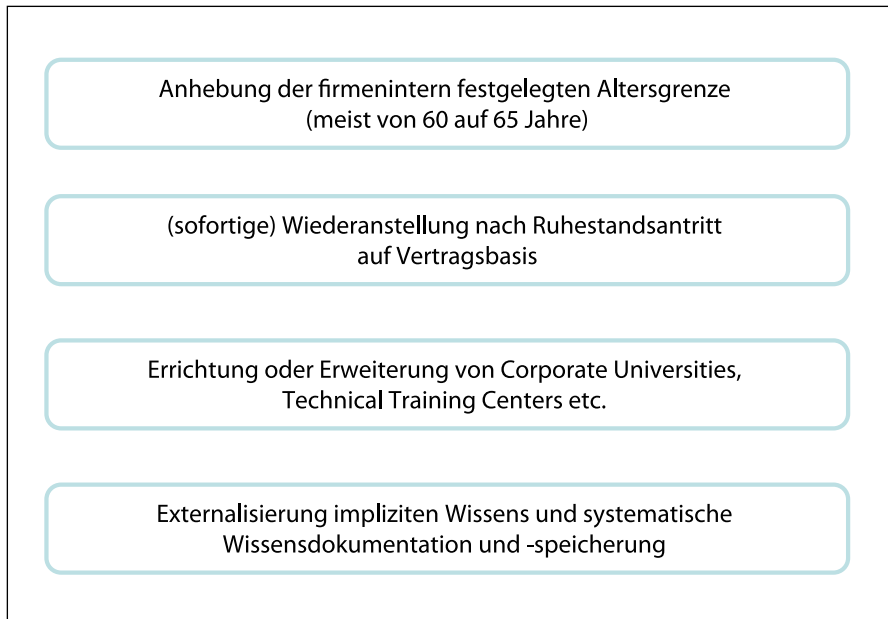 Anhebung der firmenintern festgelegten Altersgrenze
(meist von 60 auf 65 Jahre)
(sofortige) Wiederanstellung nach Ruhestandsantritt
auf Vertragsbasis
Errichtung oder Erweiterung von Corporate Universities,
Technical Training Centers etc.
Externalisierung impliziten Wissens und systematische
Wissensdokumentation und -speicherung